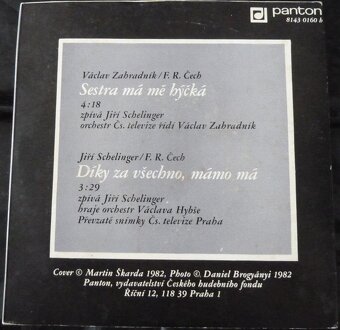 panton
8143 0160 h
Václav Zahradník/F. R. Čech
Sestra má mě hýčká
4:18
zpívá Jiří Schelinger
orchestr Čs. televize řídí Václav Zahradník
Jiří Schelinger/F. R. Čech
Díky za všechno, mámo má
3:29
zpívá Jiří Schelinger
hraje orchestr Václava Hybše
Převzaté snímky Čs. televize Praha
Cover © Martin Škarda 1982, Photo © Daniel Brogyányi 1982
Panton, vydavatelství Českého hudebního fondu
Říční 12, 118 39 Praha 1